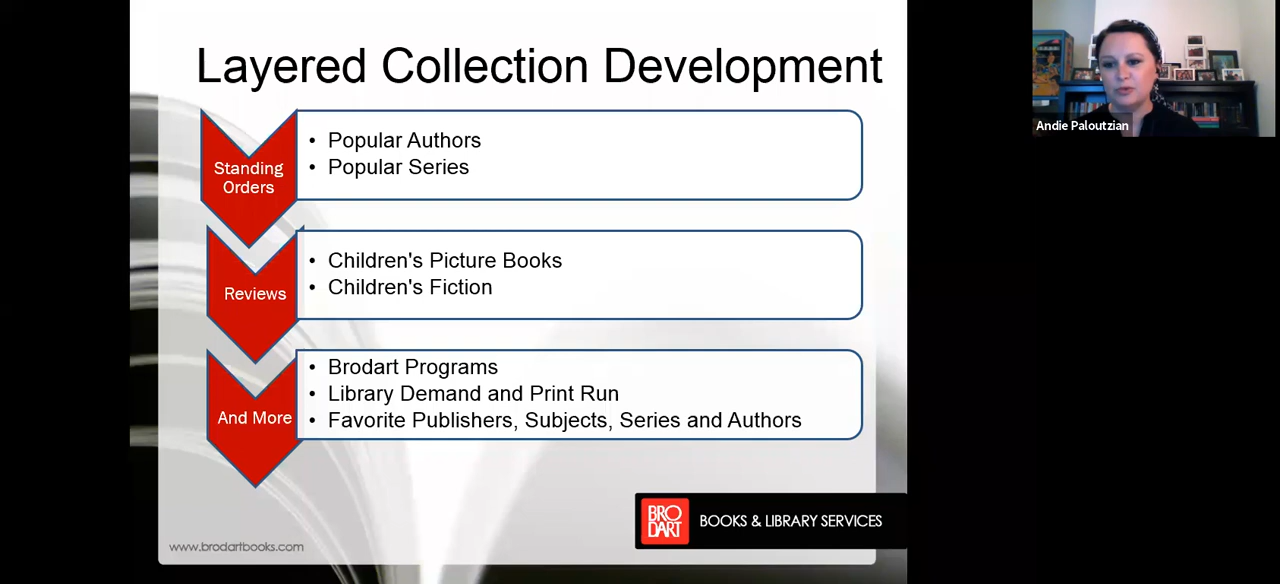 Layered Collection Development
Standing
Orders
• Popular Authors
• Popular Series
Reviews
• Children's Picture Books
• Children's Fiction
And More
• Brodart Programs
• Library Demand and Print Run
• Favorite Publishers, Subjects, Series and Authors
BRO
DART
BOOKS & LIBRARY SERVICES
www.brodartbooks.com
Andie Paloutzian